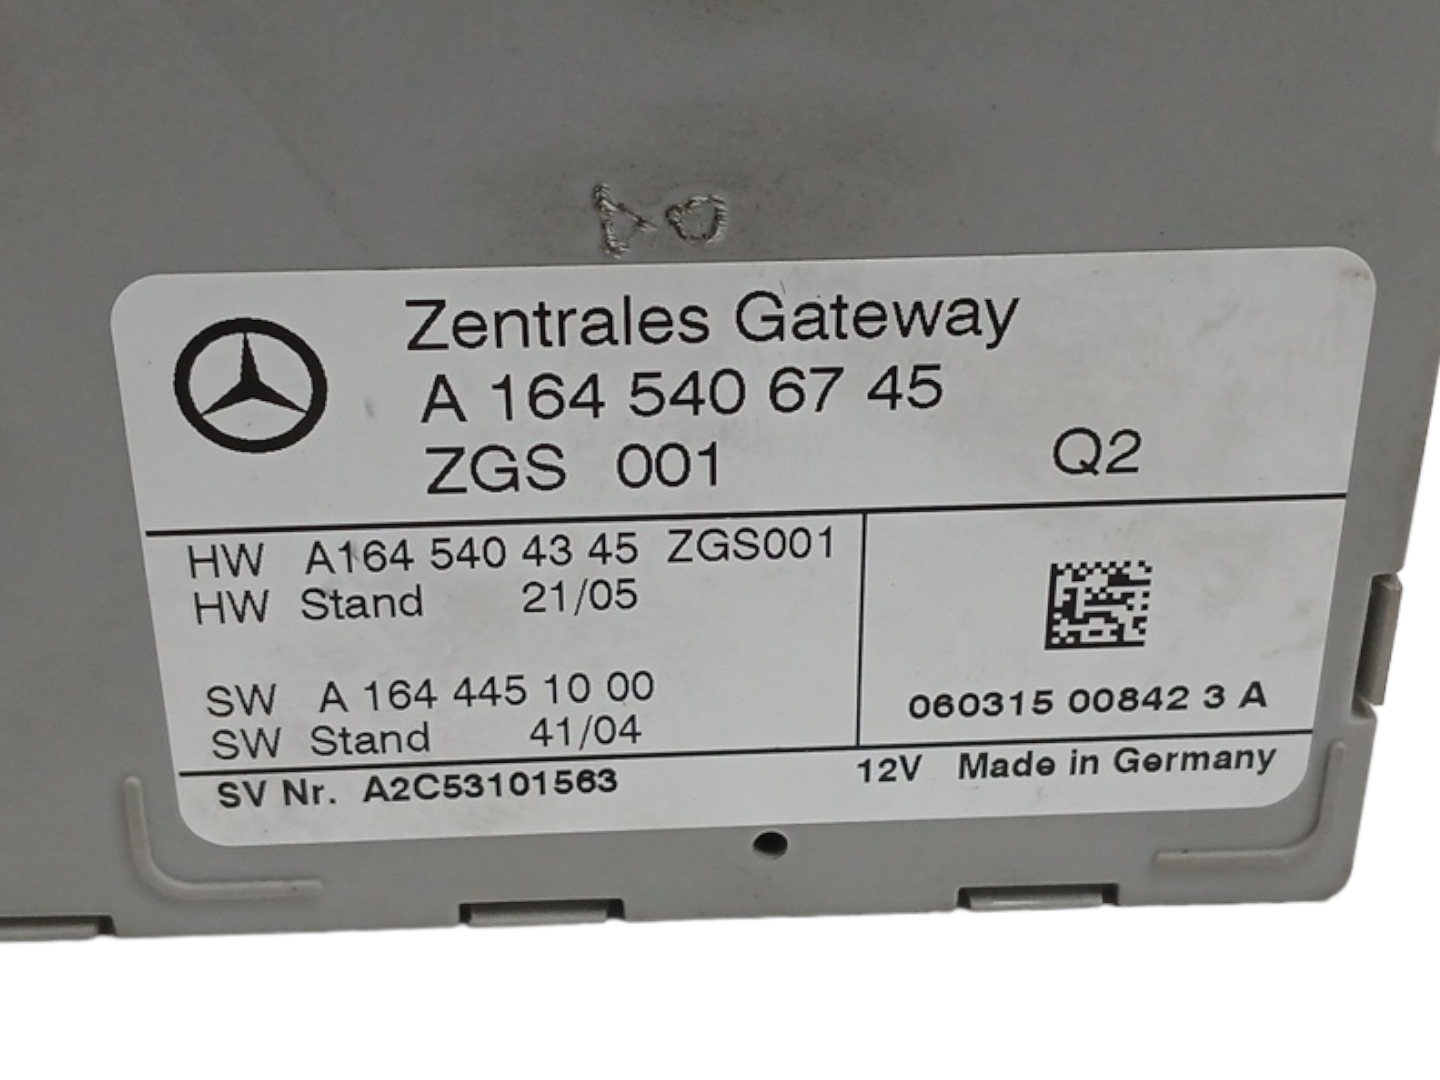 Zentrales Gateway
A 164 540 67 45
ZGS 001 Q2
HW A164 540 43 45 ZGS001
HW Stand 21/05
SW A 164 445 10 00
SW Stand 41/04
060315 00842 3 A
SV Nr. A2C53101563
12V Made in Germany